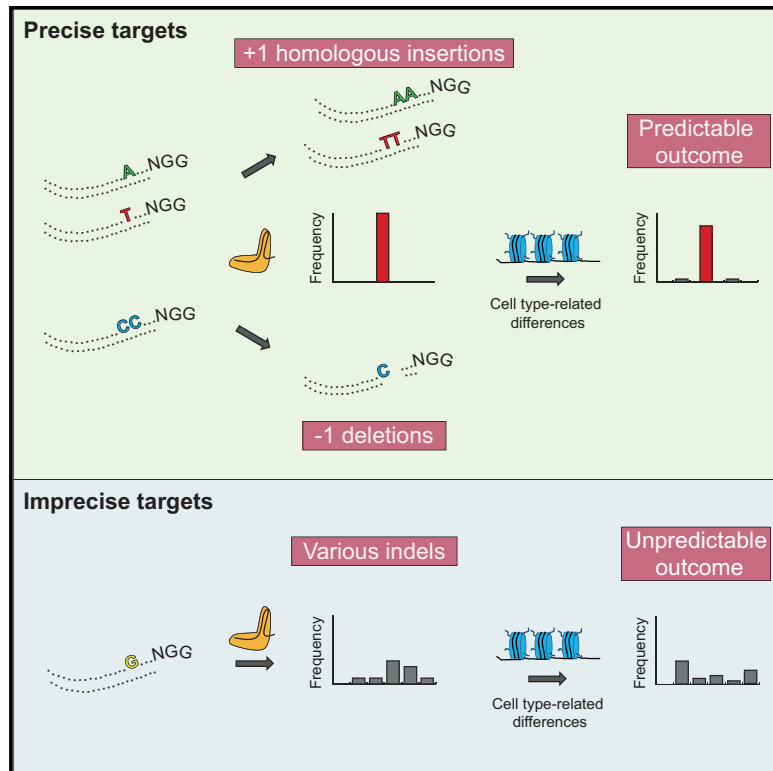 Precise targets
+1 homologous insertions
AA...NGG
A...NGG
TT...NGG
T...NGG
Predictable
outcome
Frequency
Frequency
Cell type-related
differences
CC...NGG
C NGG
-1 deletions
Imprecise targets
Various indels
Unpredictable
outcome
G...NGG
Frequency
Frequency
Cell type-related
differences